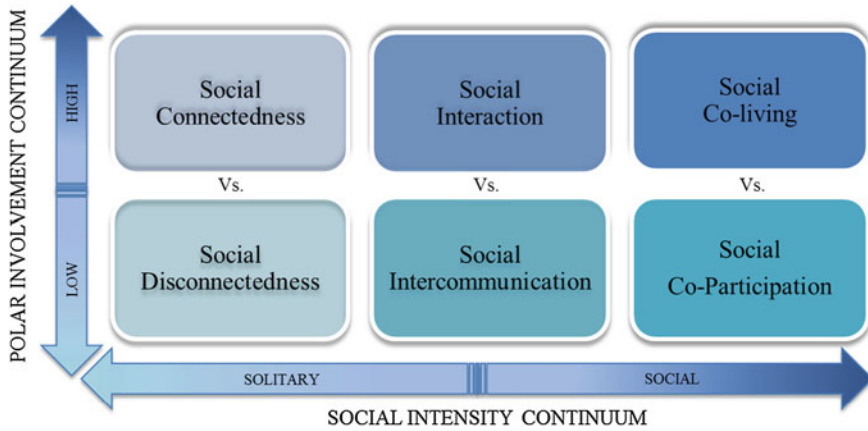 POLAR INVOLVEMENT CONTINUUM
HIGH
LOW
Social
Connectedness
Social
Interaction
Social
Co-living
Vs.
Vs.
Vs.
Social
Disconnectedness
Social
Intercommunication
Social
Co-Participation
SOLITARY
SOCIAL
SOCIAL INTENSITY CONTINUUM